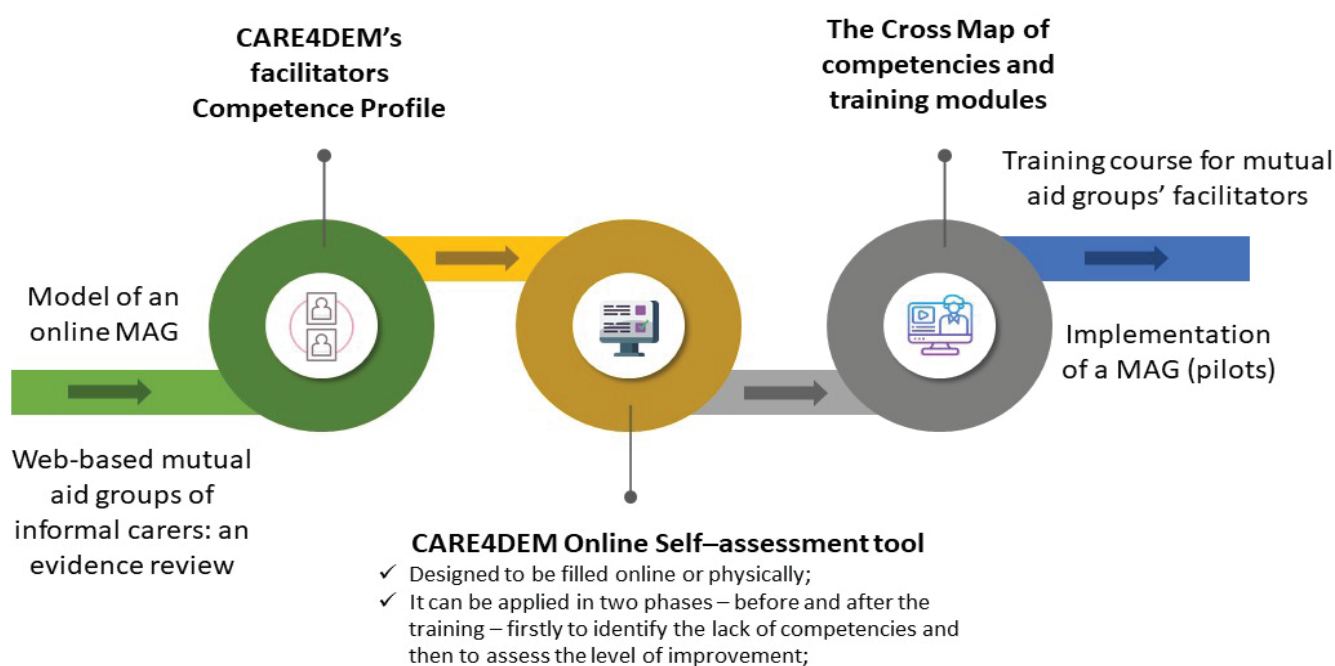 CARE4DEM’s
facilitators
Competence Profile
The Cross Map of
competencies and
training modules
Training course for mutual
aid groups’ facilitators
Model of an
online MAG
Implementation
of a MAG (pilots)
Web-based mutual
aid groups of
informal carers: an
evidence review
CARE4DEM Online Self–assessment tool
✓ Designed to be filled online or physically;
✓ It can be applied in two phases – before and after the
training – firstly to identify the lack of competencies and
then to assess the level of improvement;